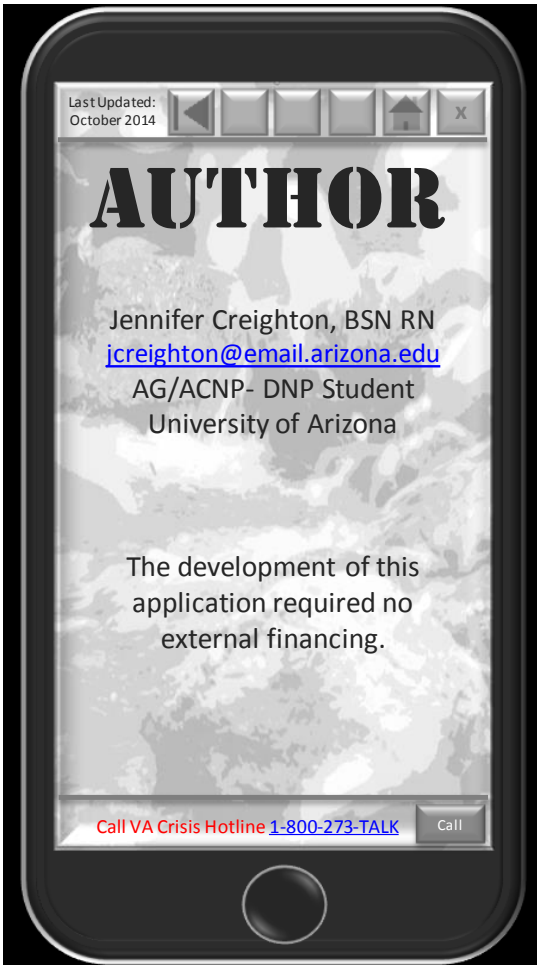 Last Updated:
October 2014
x
AUTHOR
Jennifer Creighton, BSN RN
jcreighton@email.arizona.edu
AG/ACNP- DNP Student
University of Arizona
The development of this
application required no
external financing.
Call VA Crisis Hotline 1-800-273-TALK
Call